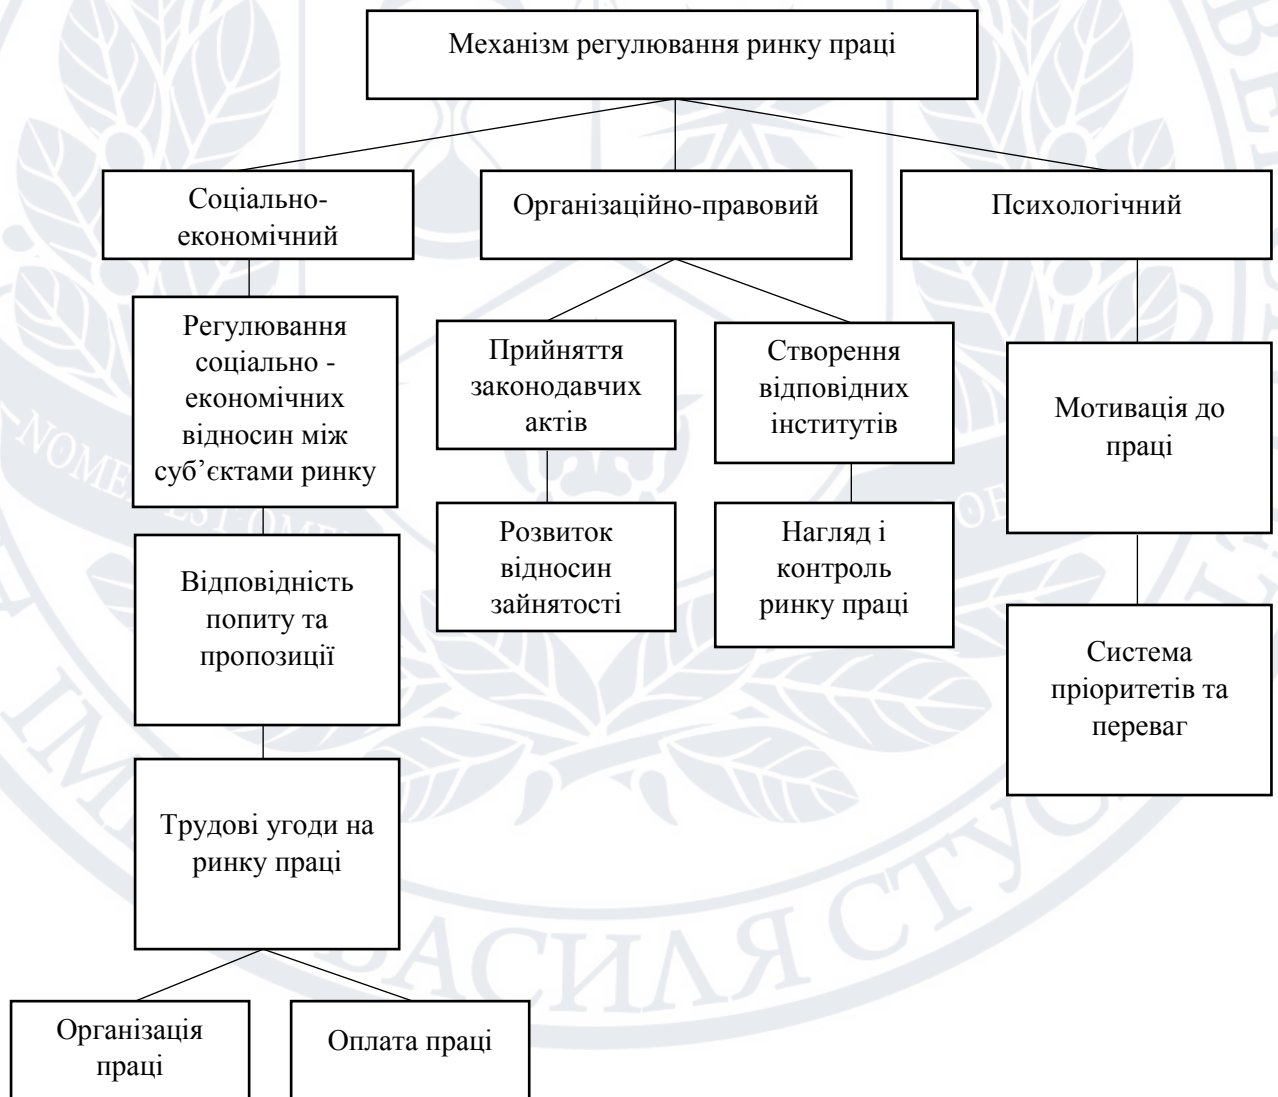 Механізм регулювання ринку праці
Соціально-
економічний
Організаційно-правовий
Психологічний
Регулювання
соціально -
економічних
відносин між
суб’єктами ринку
Прийняття
законодавчих
актів
Створення
відповідних
інститутів
Мотивація до
праці
Відповідність
попиту та
пропозиції
Розвиток
відносин
зайнятості
Нагляд і
контроль
ринку праці
Система
пріоритетів та
переваг
Трудові угоди на
ринку праці
Організація
праці
Оплата праці
ВАСИЛЯ СТУС